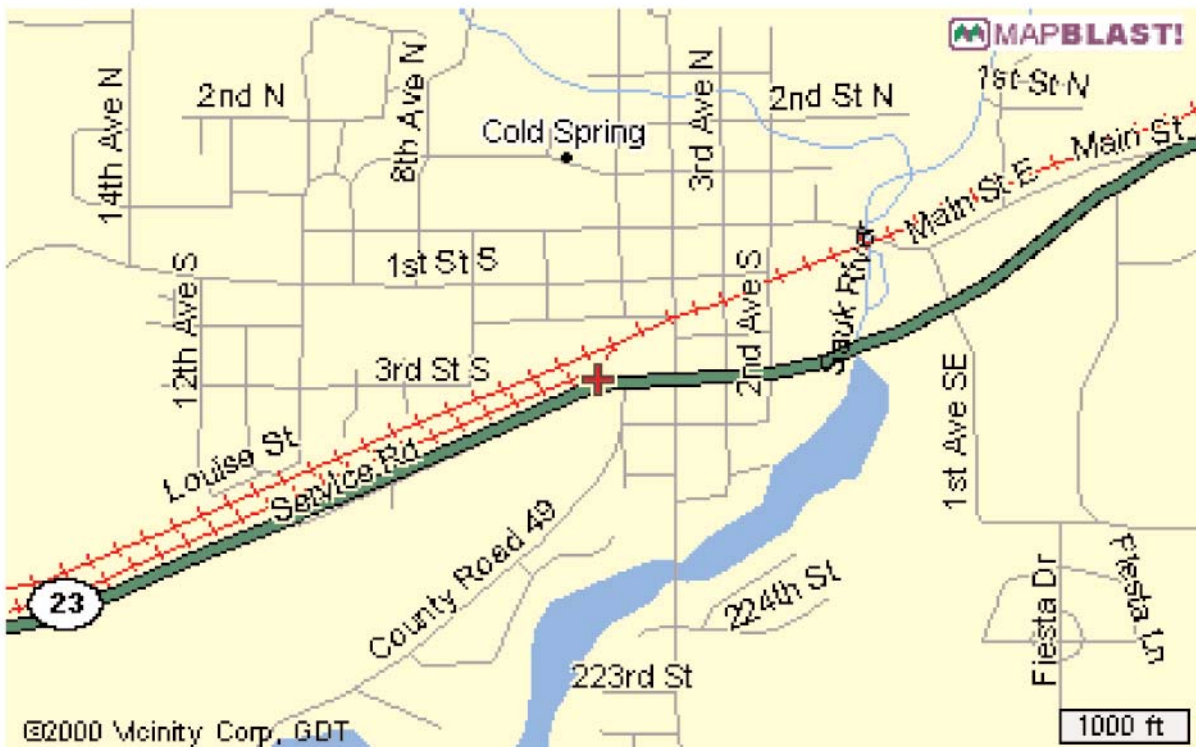 MAPBLAST!
14th Ave N
2nd N
8th Ave N
Cold Spring
3rd Ave N
2nd St N
1st St N
Main St
Main St E
12th Ave S
1st St S
3rd St S
2nd Ave S
Sauk River
1st Ave SE
Louise St
Service Rd
23
County Road 49
224th St
223rd St
Fiesta Dr
Fiesta Ln
©2000 Vicinity Corp, GDT
1000 ft